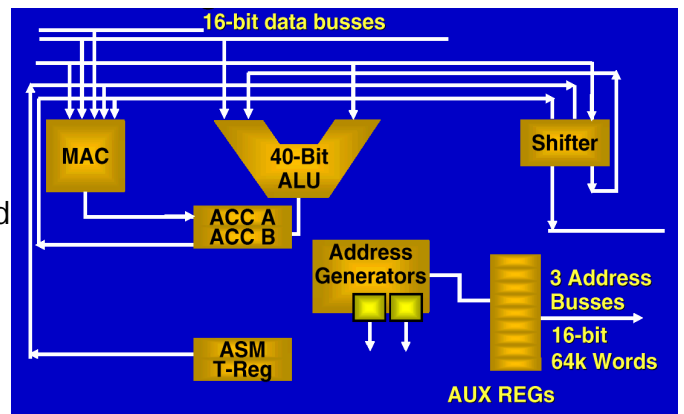 16-bit data busses
MAC
40-Bit
ALU
Shifter
d
ACC A
ACC B
Address
Generators
3 Address
Busses
16-bit
64k Words
ASM
T-Reg
AUX REGs